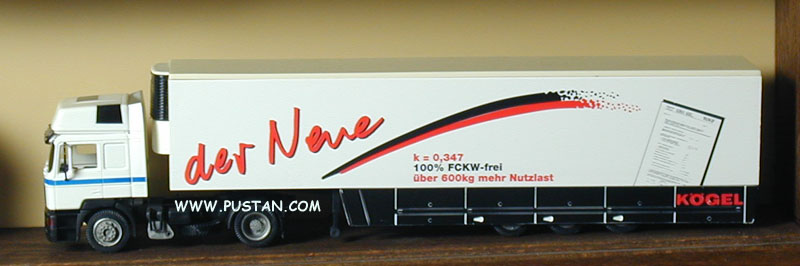 der Neue
k = 0,347
100% FCKW-frei
über 600kg mehr Nutzlast
KÖGEL
WWW.PUSTAN.COM